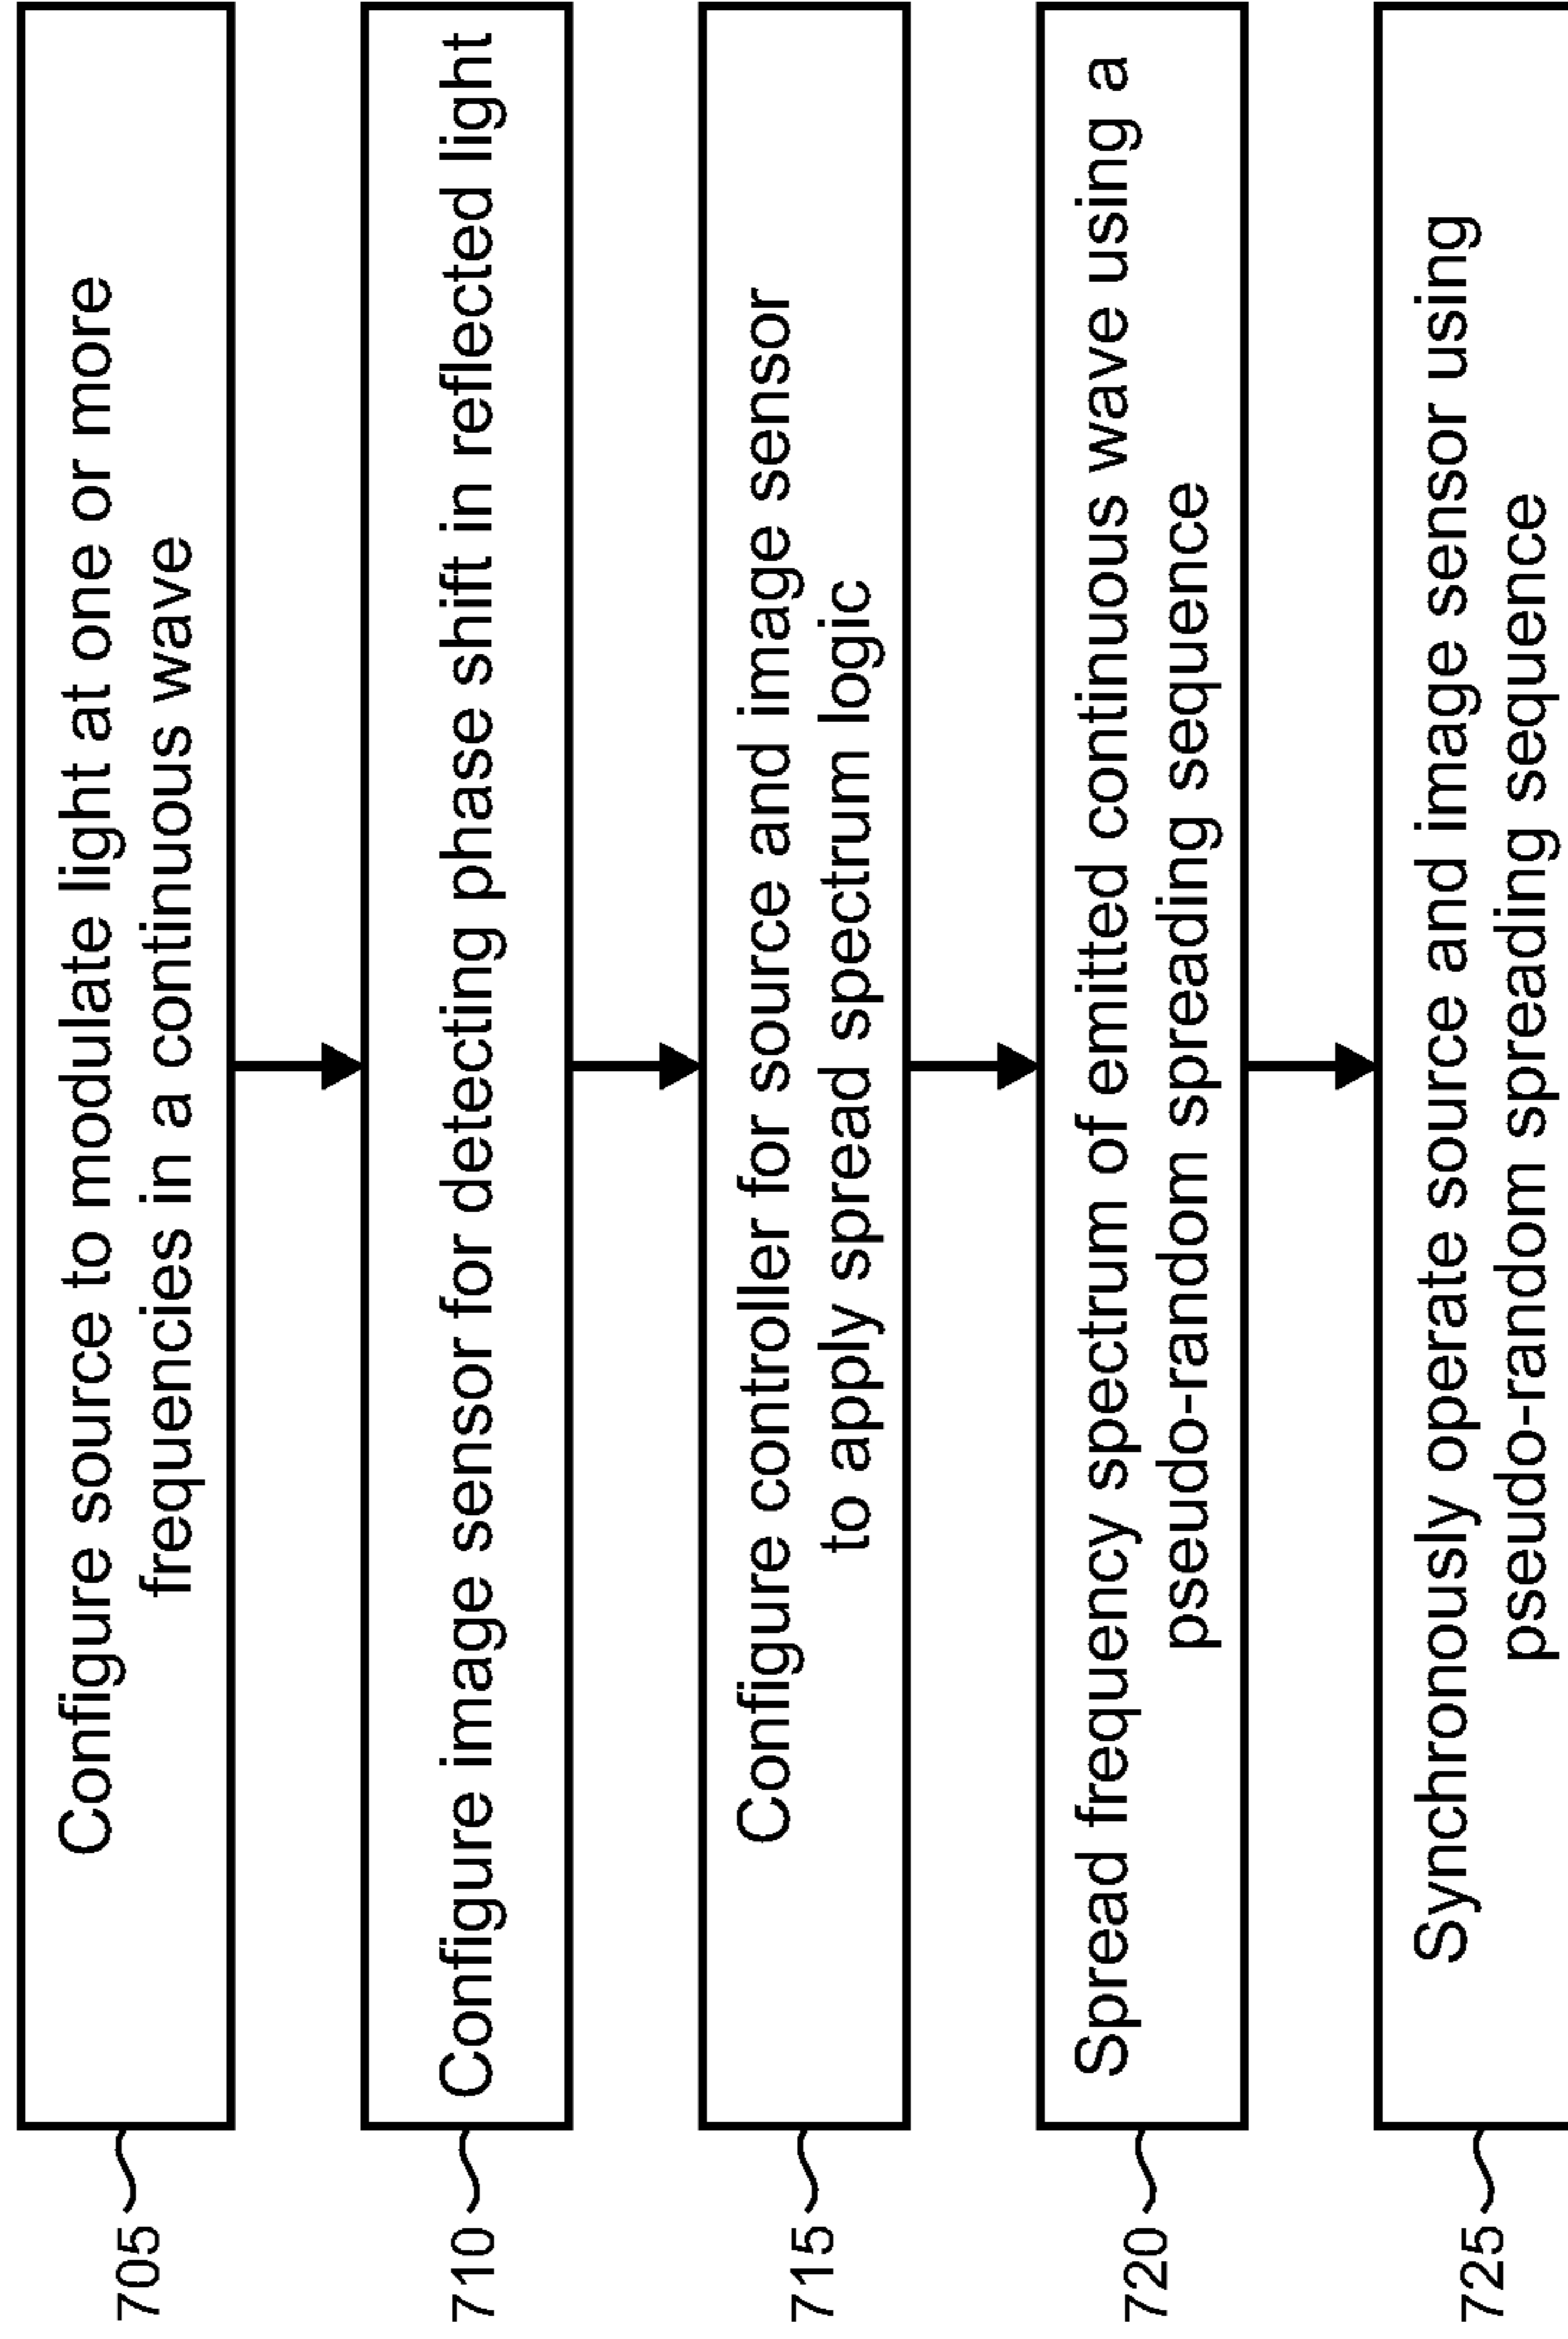 705
Configure source to modulate light at one or more
frequencies in a continuous wave
710
Configure image sensor for detecting phase shift in reflected light
715
Configure controller for source and image sensor
to apply spread spectrum logic
720
Spread frequency spectrum of emitted continuous wave using a
pseudo-random spreading sequence
725
Synchronously operate source and image sensor using
pseudo-random spreading sequence